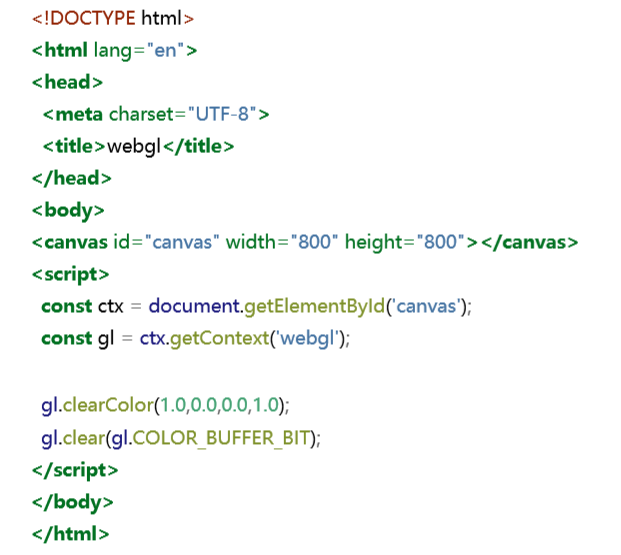 <!DOCTYPE html>
<html lang="en">
<head>
<meta charset="UTF-8">
<title>webgl</title>
</head>
<body>
<canvas id="canvas" width="800" height="800"></canvas>
<script>
const ctx = document.getElementById('canvas');
const gl = ctx.getContext('webgl');
gl.clearColor(1.0,0.0,0.0,1.0);
gl.clear(gl.COLOR_BUFFER_BIT);
</script>
</body>
</html>